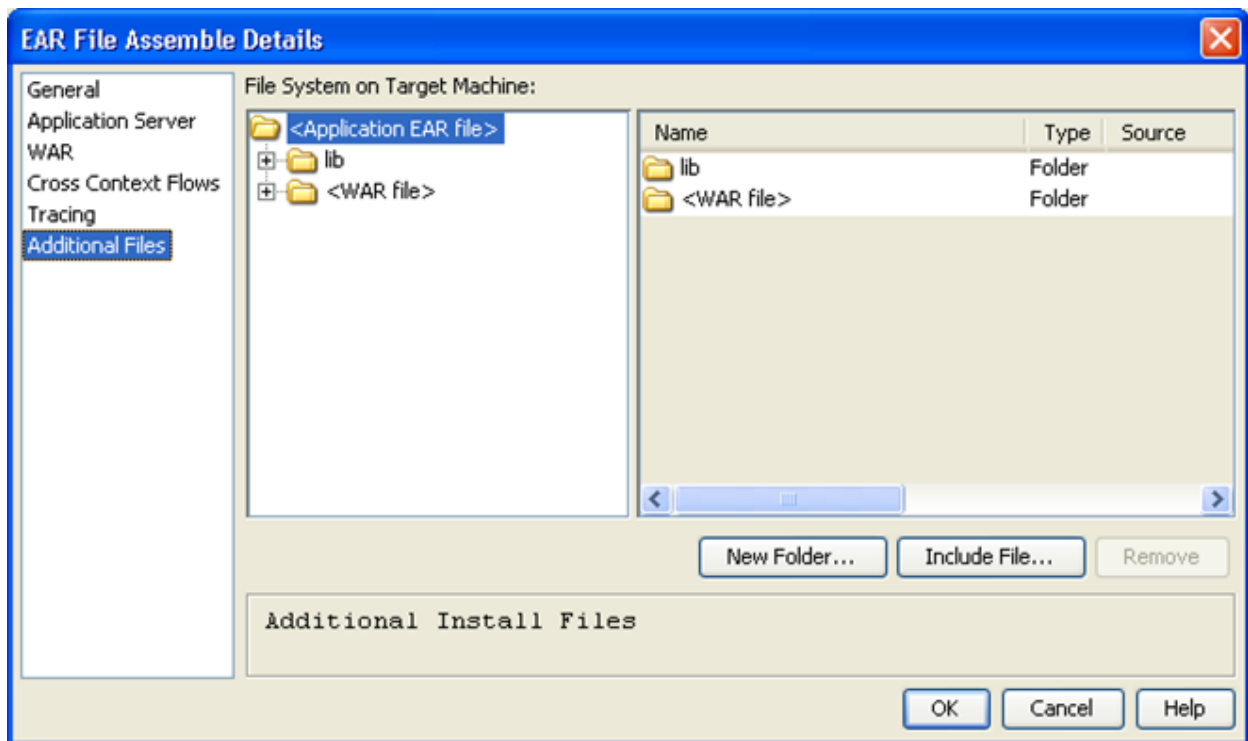 EAR File Assemble Details
General
Application Server
WAR
Cross Context Flows
Tracing
Additional Files
File System on Target Machine:
<Application EAR file>
lib
<WAR file>
Name Type Source
lib Folder
<WAR file> Folder
New Folder... Include File... Remove
Additional Install Files
OK Cancel Help